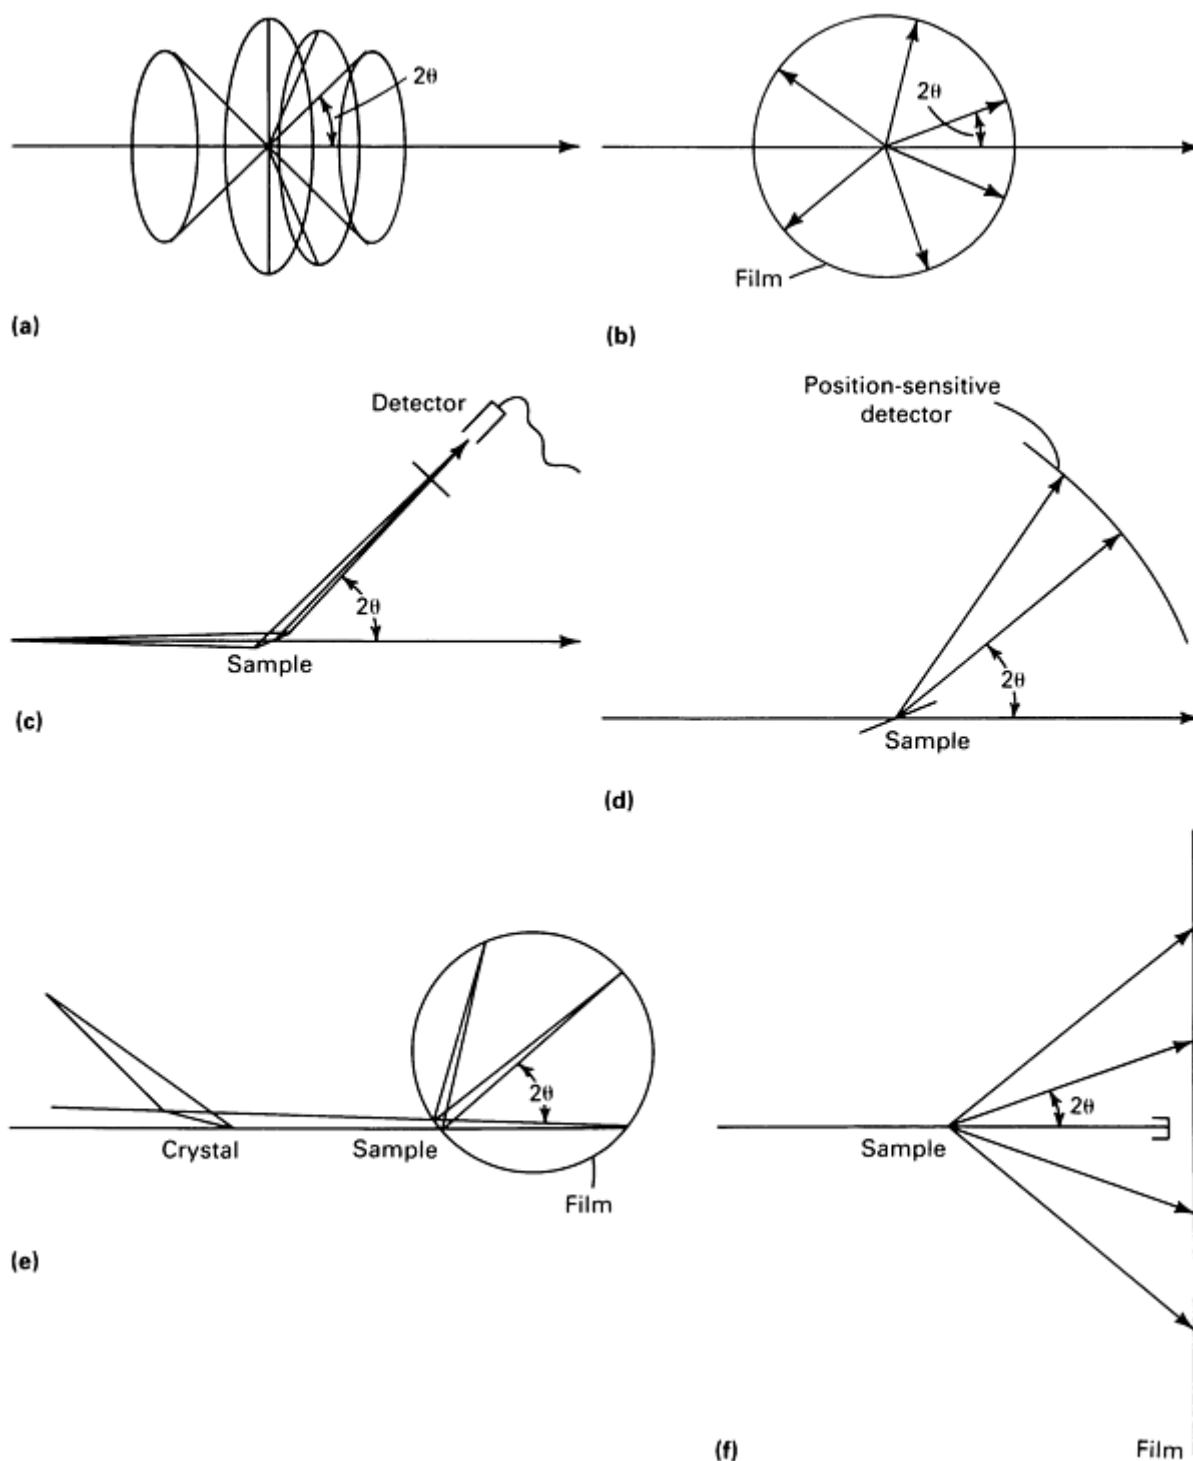 2θ
(a)
2θ
Film
(b)
Detector
2θ
Sample
(c)
Position-sensitive
detector
2θ
Sample
(d)
2θ
Crystal
Sample
Film
(e)
2θ
Sample
(f)
Film